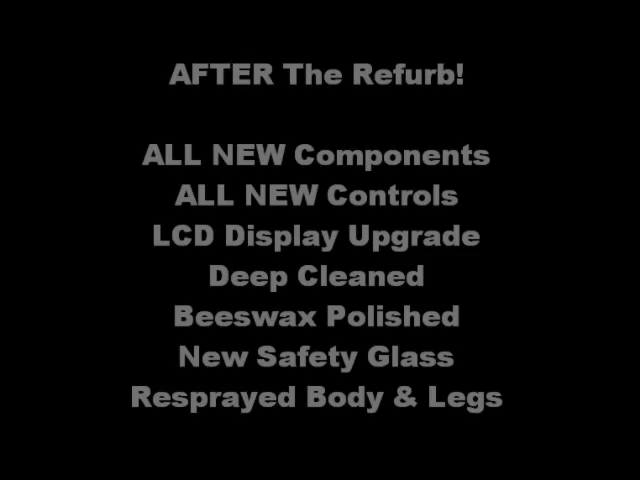 AFTER The Refurb!
ALL NEW Components
ALL NEW Controls
LCD Display Upgrade
Deep Cleaned
Beeswax Polished
New Safety Glass
Resprayed Body & Legs